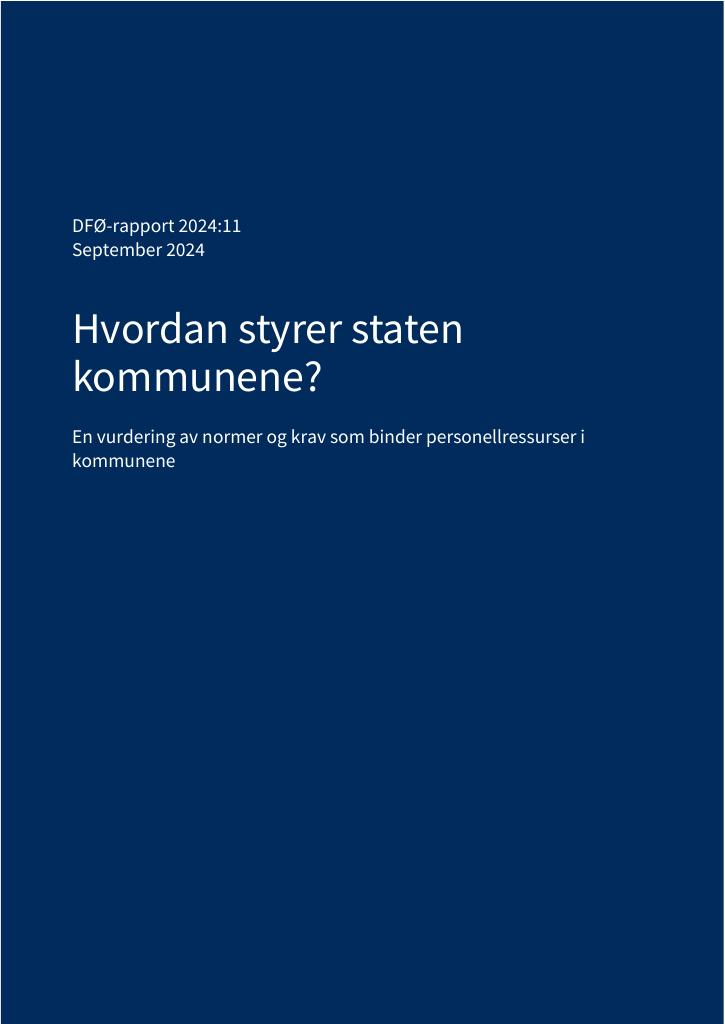 DFØ-rapport 2024:11
September 2024
Hvordan styrer staten
kommunene?
En vurdering av normer og krav som binder personellressurser i
kommunene